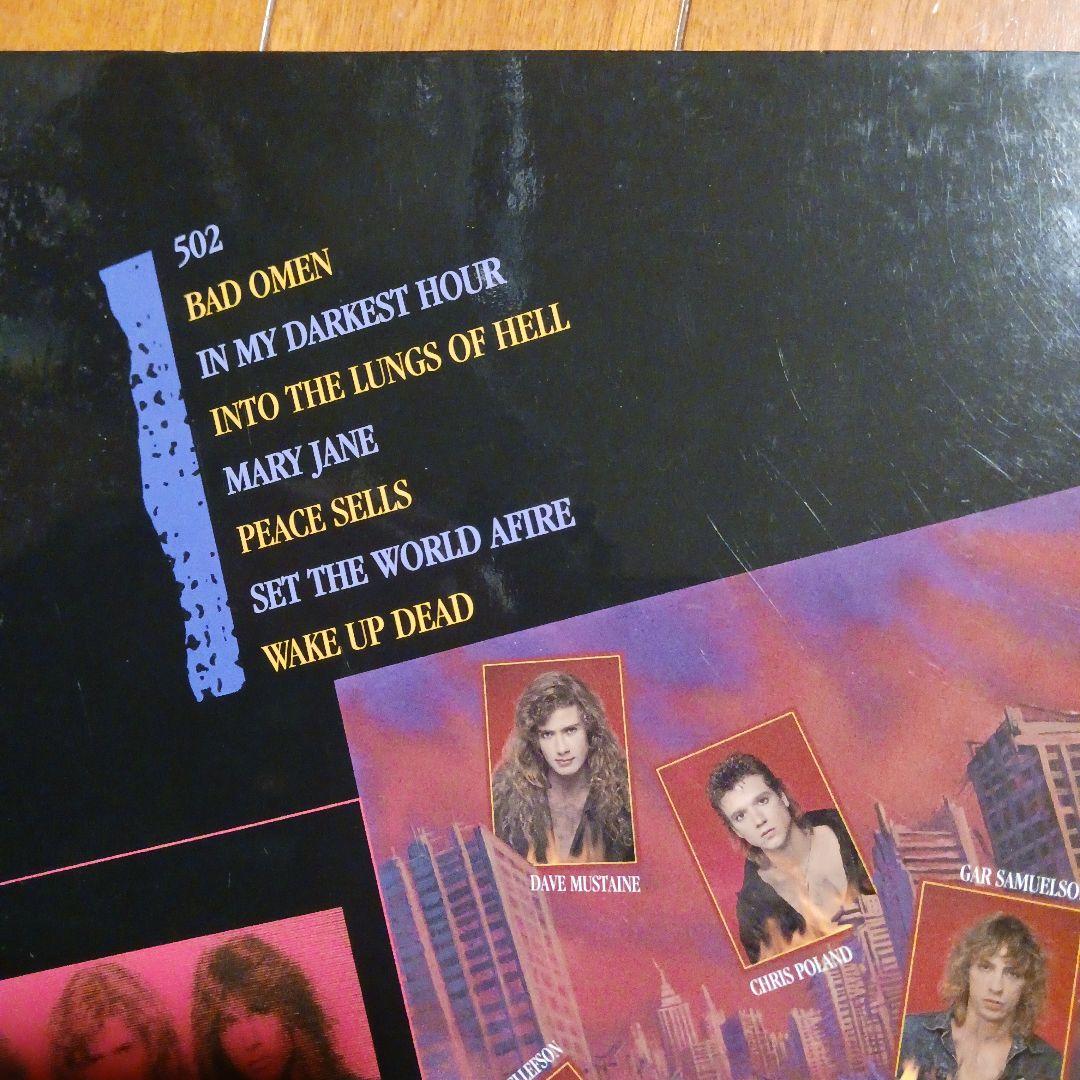 502
BAD OMEN
IN MY DARKEST HOUR
INTO THE LUNGS OF HELL
MARY JANE
PEACE SELLS
SET THE WORLD AFIRE
WAKE UP DEAD
DAVE MUSTAINE
CHRIS POLAND
GAR SAMUELSO